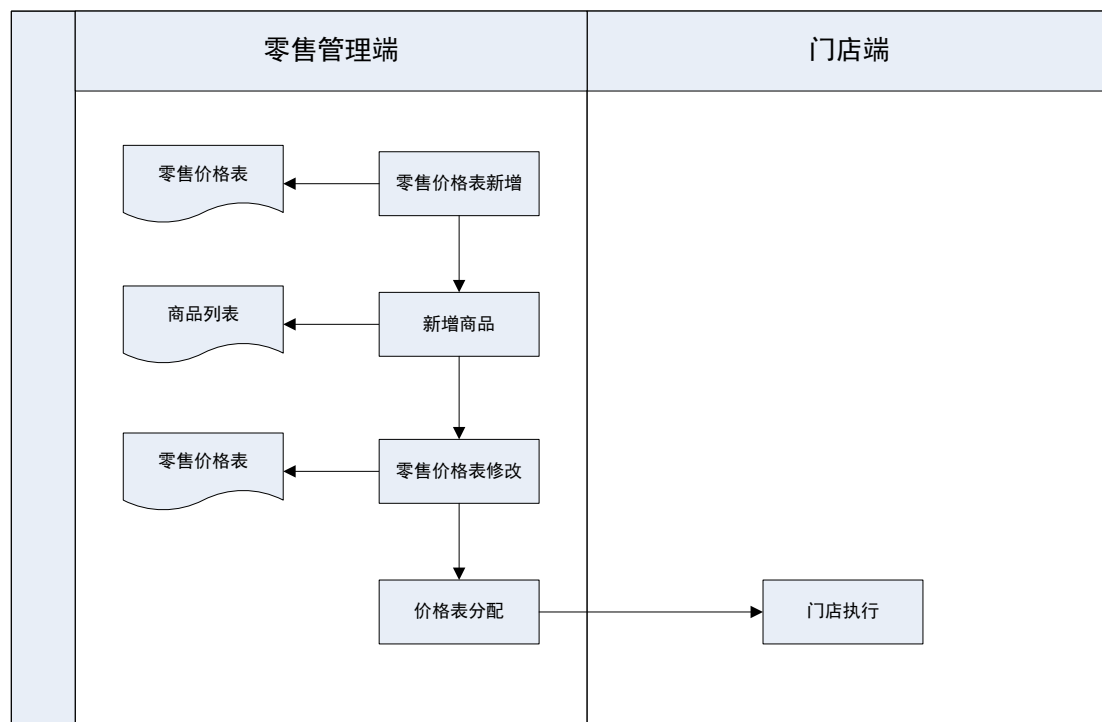 零售管理端
门店端
零售价格表
零售价格表新增
商品列表
新增商品
零售价格表
零售价格表修改
价格表分配
门店执行